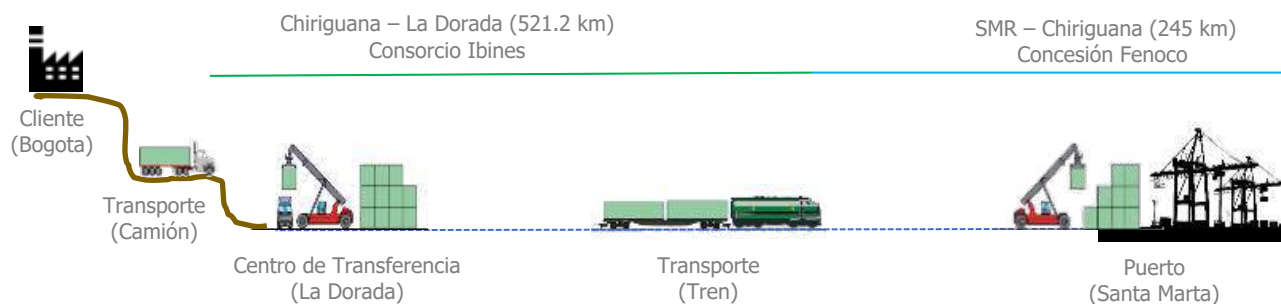 Chiriguana – La Dorada (521.2 km)
Consorcio Ibines
SMR – Chiriguana (245 km)
Concesión Fenoco
Cliente
(Bogota)
Transporte
(Camión)
Centro de Transferencia
(La Dorada)
Transporte
(Tren)
Puerto
(Santa Marta)